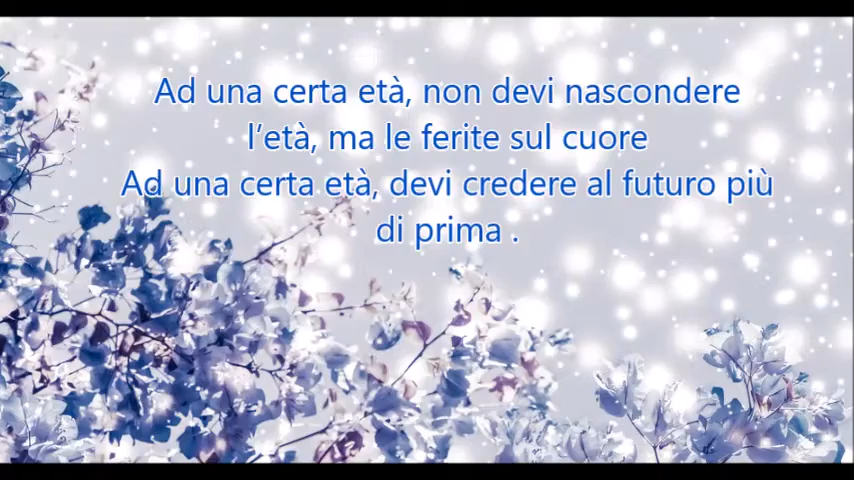 Ad una certa età, non devi nascondere
l’età, ma le ferite sul cuore
Ad una certa età, devi credere al futuro più
di prima .